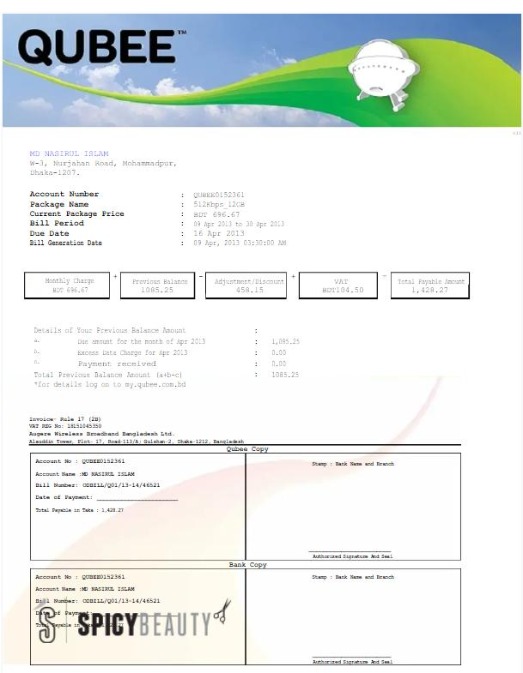 QUBEE™
MD NASIRUL ISLAM
W-3, Nurjahan Road, Mohammadpur,
Dhaka-1207.
Account Number : QUBEE0152361
Package Name : 512Kbps_12GH
Current Package Price : BDT 696.67
Bill Period : 09 Apr 2013 to 30 Apr 2013
Due Date : 16 Apr 2013
Bill Generation Date : 09 Apr, 2013 03:30:00 AM
Monthly Charge + Previous Balance - Adjustment/Discount + VAT = Total Payable Amount
BDT 696.67 1085.25 458.15 BDT104.50 1,428.27
Details of Your Previous Balance Amount :
Due amount for the month of Apr 2013 : 1,085.25
Excess Data Charge for Apr 2013 : 0.00
Payment received : 0.00
Total Previous Balance Amount (a+b-c) : 1085.25
*for details log on to my.qubee.com.bd
Invoice- Rule 17 (2B)
VAT REG No: 18151045350
Augere Wireless Broadband Bangladesh Ltd.
Alauddin Tower, Plot- 17, Road-113/A, Gulshan-2, Dhaka-1212, Bangladesh
Qubee Copy
Account No : QUBEE0152361
Stamp : Bank Name and Branch
Account Name :MD NASIRUL ISLAM
Bill Number: ODBILL/Q01/13-14/46521
Date of Payment:
Total Payable in Taka : 1,428.27
Authorized Signature And Seal
Bank Copy
Account No : QUBEE0152361
Stamp : Bank Name and Branch
Account Name :MD NASIRUL ISLAM
Bill Number: ODBILL/Q01/13-14/46521
Date of Payment:
SPICYBEAUTY
Authorized Signature And Seal